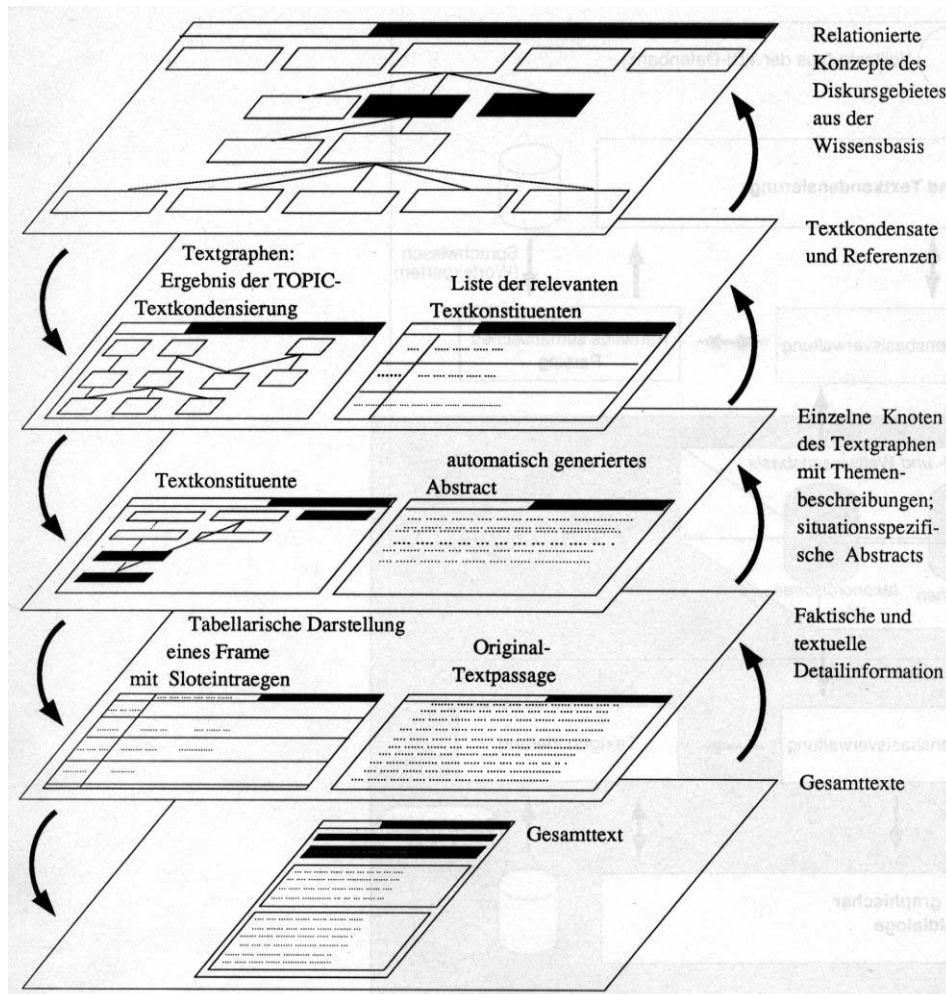 Relationierte
Konzepte des
Diskursgebietes
aus der
Wissensbasis
Textkondensate
und Referenzen
Textgraphen:
Ergebnis der TOPIC-
Textkondensierung
Liste der relevanten
Textkonstituenten
Einzelne Knoten
des Textgraphen
mit Themen-
beschreibungen;
situationsspezifi-
sche Abstracts
Textkonstituente
automatisch generiertes
Abstract
Faktische und
textuelle
Detailinformation
Tabellarische Darstellung
eines Frame
mit Sloteintraegen
Original-
Textpassage
Gesamttexte
Gesamttext